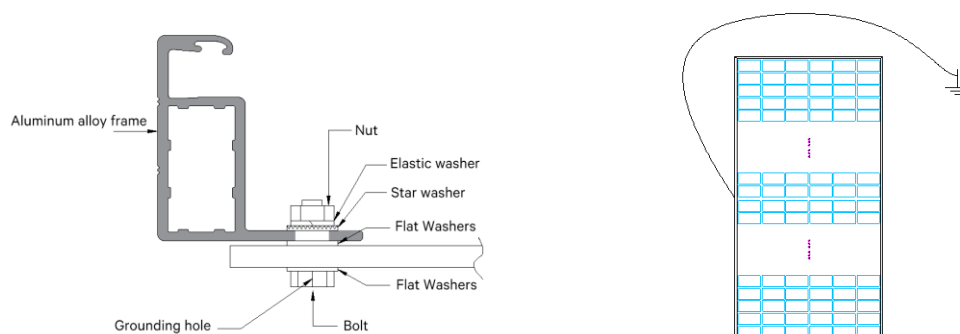 Aluminum alloy frame
Nut
Elastic washer
Star washer
Flat Washers
Flat Washers
Grounding hole
Bolt